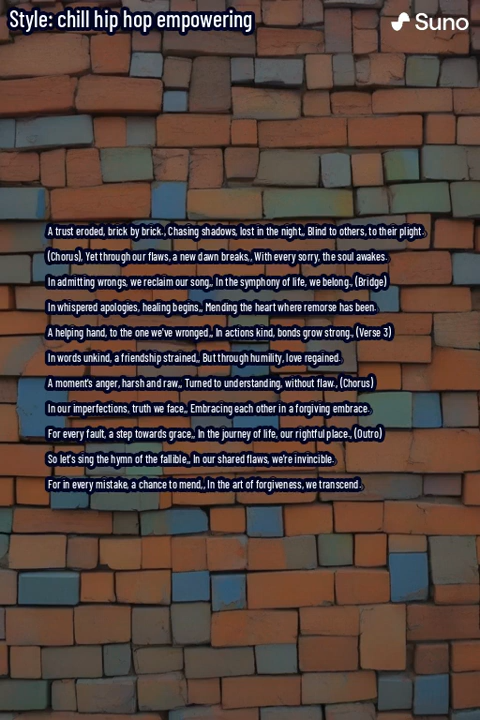 Style: chill hip hop empowering
Suno
A trust eroded, brick by brick., Chasing shadows, lost in the night,, Blind to others, to their plight.
(Chorus), Yet through our flaws, a new dawn breaks,, With every sorry, the soul awakes.
In admitting wrongs, we reclaim our song,, In the symphony of life, we belong., (Bridge)
In whispered apologies, healing begins,, Mending the heart where remorse has been.
A helping hand, to the one we've wronged,, In actions kind, bonds grow strong., (Verse 3)
In words unkind, a friendship strained,, But through humility, love regained.
A moment's anger, harsh and raw,, Turned to understanding, without flaw., (Chorus)
In our imperfections, truth we face,, Embracing each other in a forgiving embrace.
For every fault, a step towards grace,, In the journey of life, our rightful place., (Outro)
So let's sing the hymn of the fallible,, In our shared flaws, we're invincible.
For in every mistake, a chance to mend,, In the art of forgiveness, we transcend.